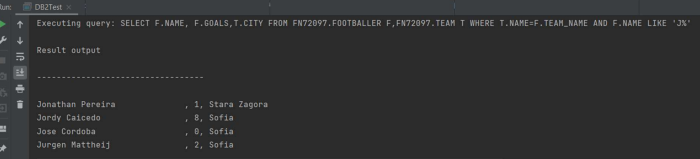 Run: DB2Test ×
Executing query: SELECT F.NAME, F.GOALS,T.CITY FROM FN72097.FOOTBALLER F,FN72097.TEAM T WHERE T.NAME=F.TEAM_NAME AND F.NAME LIKE 'J%'
Result output
----------------------------------
Jonathan Pereira , 1, Stara Zagora
Jordy Caicedo , 8, Sofia
Jose Cordoba , 0, Sofia
Jurgen Mattheij , 2, Sofia